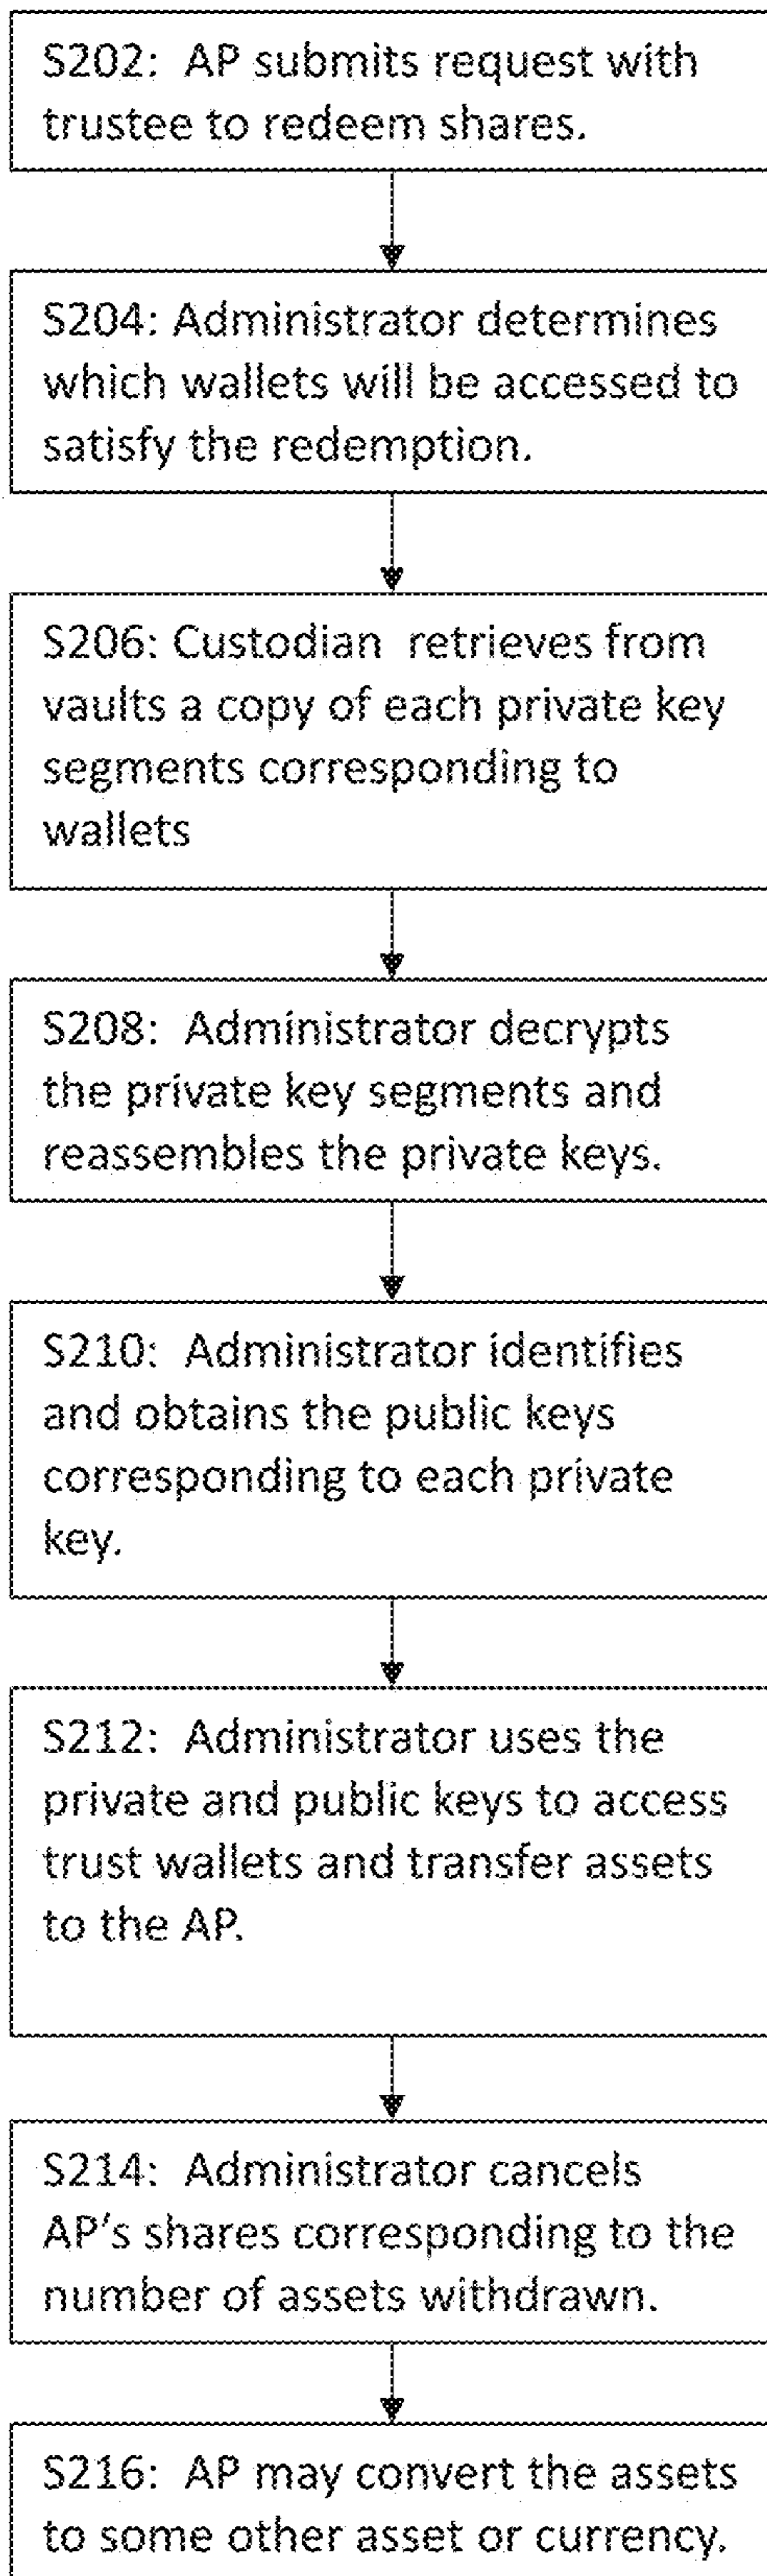 S202: AP submits request with
trustee to redeem shares.
S204: Administrator determines
which wallets will be accessed to
satisfy the redemption.
S206: Custodian retrieves from
vaults a copy of each private key
segments corresponding to
wallets
S208: Administrator decrypts
the private key segments and
reassembles the private keys.
S210: Administrator identifies
and obtains the public keys
corresponding to each private
key.
S212: Administrator uses the
private and public keys to access
trust wallets and transfer assets
to the AP.
S214: Administrator cancels
AP's shares corresponding to the
number of assets withdrawn.
S216: AP may convert the assets
to some other asset or currency.